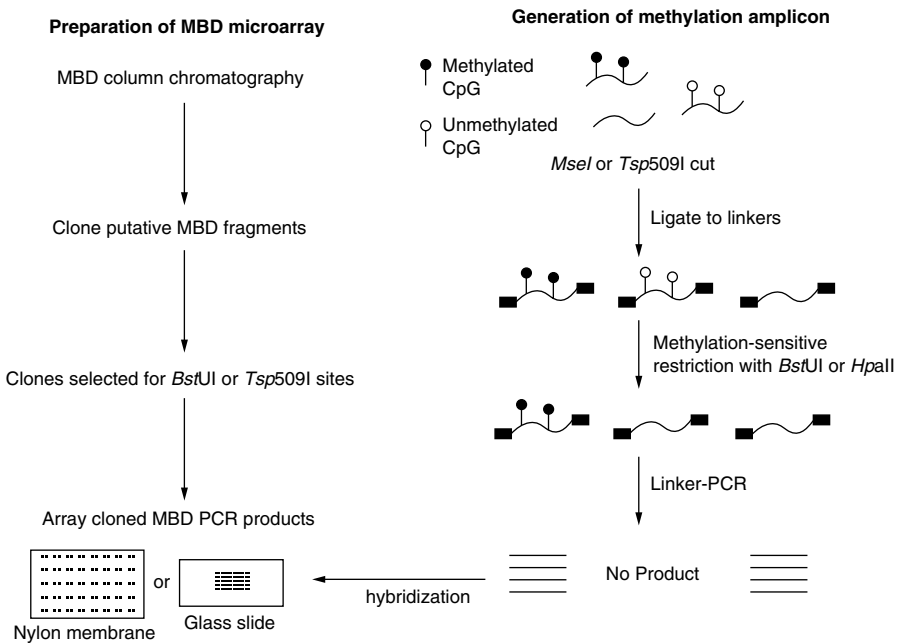 Preparation of MBD microarray
MBD column chromatography
Clone putative MBD fragments
Clones selected for BstUI or Tsp509I sites
Array cloned MBD PCR products
or
Nylon membrane
Glass slide
Generation of methylation amplicon
Methylated
CpG
Unmethylated
CpG
MseI or Tsp509I cut
Ligate to linkers
Methylation-sensitive
restriction with BstUI or HpaII
Linker-PCR
No Product
hybridization